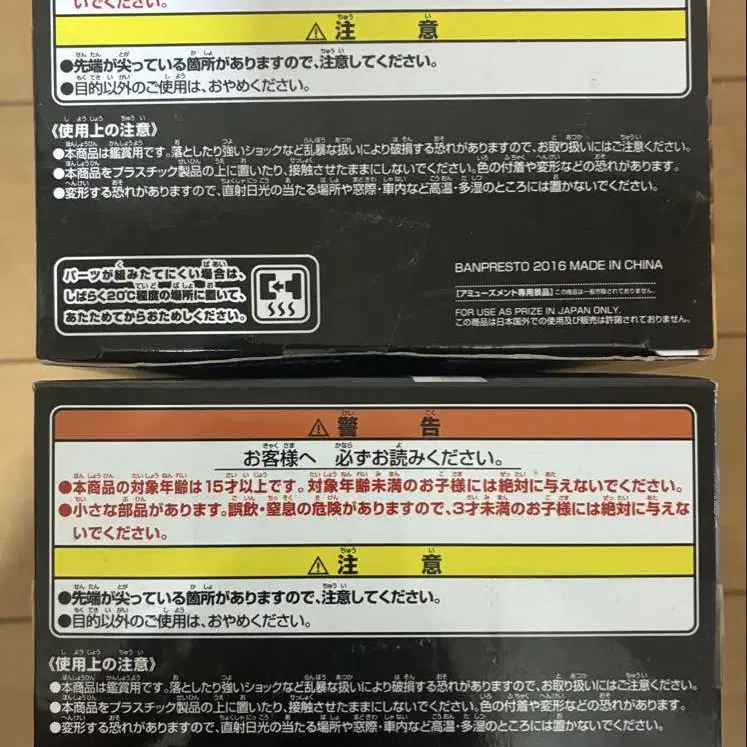 いでください。
⚠注意
●先端が尖っている箇所がありますので、注意してください。
●目的以外のご使用は、おやめください。
《使用上の注意》
●本商品は鑑賞用です。落としたり強いショックなど乱暴な扱いにより破損する恐れがありますので、お取り扱いにはご注意ください。
●本商品をプラスチック製品の上に置いたり、接触させたままにしないでください。色の付着や変形などの恐れがあります。
●変形する恐れがありますので、直射日光の当たる場所や窓際・車内など高温・多湿のところには置かないでください。
パーツが組みたてにくい場合は、
しばらく20℃程度の場所に置いて、
あたためてからおためしください。
BANPRESTO 2016 MADE IN CHINA
[アミューズメント専用景品] この商品は一般市販されておりません。
FOR USE AS PRIZE IN JAPAN ONLY.
この商品は日本国外での使用及び販売は許諾されておりません。
⚠警告
お客様へ 必ずお読みください。
●本商品の対象年齢は15才以上です。対象年齢未満のお子様には絶対に与えないでください。
●小さな部品があります。誤飲・窒息の危険がありますので、3才未満のお子様には絶対に与えな
いでください。
⚠注意
●先端が尖っている箇所がありますので、注意してください。
●目的以外のご使用は、おやめください。
《使用上の注意》
●本商品は鑑賞用です。落としたり強いショックなど乱暴な扱いにより破損する恐れがありますので、お取り扱いにはご注意ください。
●本商品をプラスチック製品の上に置いたり、接触させたままにしないでください。色の付着や変形などの恐れがあります。
●変形する恐れがありますので、直射日光の当たる場所や窓際・車内など高温・多湿のところには置かないでください。